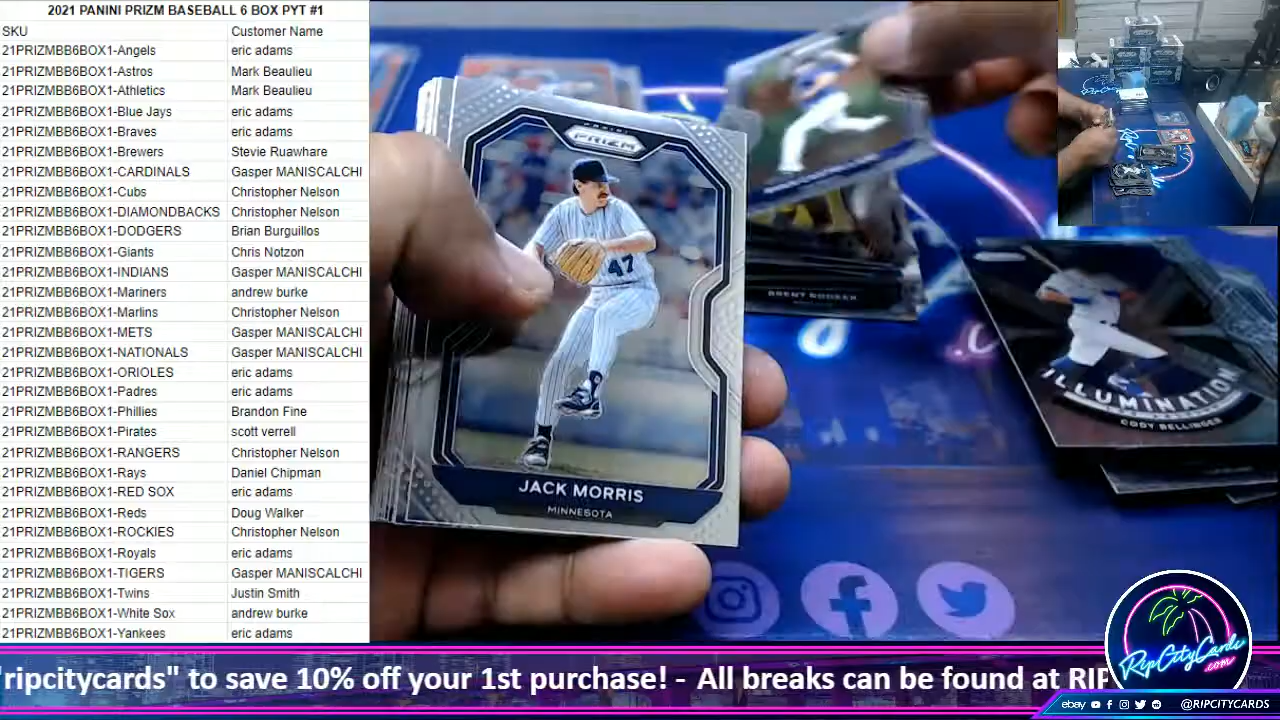 2021 PANINI PRIZM BASEBALL 6 BOX PYT #1
SKU Customer Name
21PRIZMBB6BOX1-Angels eric adams
21PRIZMBB6BOX1-Astros Mark Beaulieu
21PRIZMBB6BOX1-Athletics Mark Beaulieu
21PRIZMBB6BOX1-Blue Jays eric adams
21PRIZMBB6BOX1-Braves eric adams
21PRIZMBB6BOX1-Brewers Stevie Ruawhare
21PRIZMBB6BOX1-CARDINALS Gasper MANISCALCHI
21PRIZMBB6BOX1-Cubs Christopher Nelson
21PRIZMBB6BOX1-DIAMONDBACKS Christopher Nelson
21PRIZMBB6BOX1-DODGERS Brian Burguillos
21PRIZMBB6BOX1-Giants Chris Notzon
21PRIZMBB6BOX1-INDIANS Gasper MANISCALCHI
21PRIZMBB6BOX1-Mariners andrew burke
21PRIZMBB6BOX1-Marlins Christopher Nelson
21PRIZMBB6BOX1-METS Gasper MANISCALCHI
21PRIZMBB6BOX1-NATIONALS Gasper MANISCALCHI
21PRIZMBB6BOX1-ORIOLES eric adams
21PRIZMBB6BOX1-Padres eric adams
21PRIZMBB6BOX1-Phillies Brandon Fine
21PRIZMBB6BOX1-Pirates scott verrell
21PRIZMBB6BOX1-RANGERS Christopher Nelson
21PRIZMBB6BOX1-Rays Daniel Chipman
21PRIZMBB6BOX1-RED SOX eric adams
21PRIZMBB6BOX1-Reds Doug Walker
21PRIZMBB6BOX1-ROCKIES Christopher Nelson
21PRIZMBB6BOX1-Royals eric adams
21PRIZMBB6BOX1-TIGERS Gasper MANISCALCHI
21PRIZMBB6BOX1-Twins Justin Smith
21PRIZMBB6BOX1-White Sox andrew burke
21PRIZMBB6BOX1-Yankees eric adams
PANINI
PRIZM
47
JACK MORRIS
MINNESOTA
BRENT ROOKER
ILLUMINATION
CODY BELLINGER
"ripcitycards" to save 10% off your 1st purchase! - All breaks can be found at RIP
RipCityCards
.com
ebay @RIPCITYCARDS